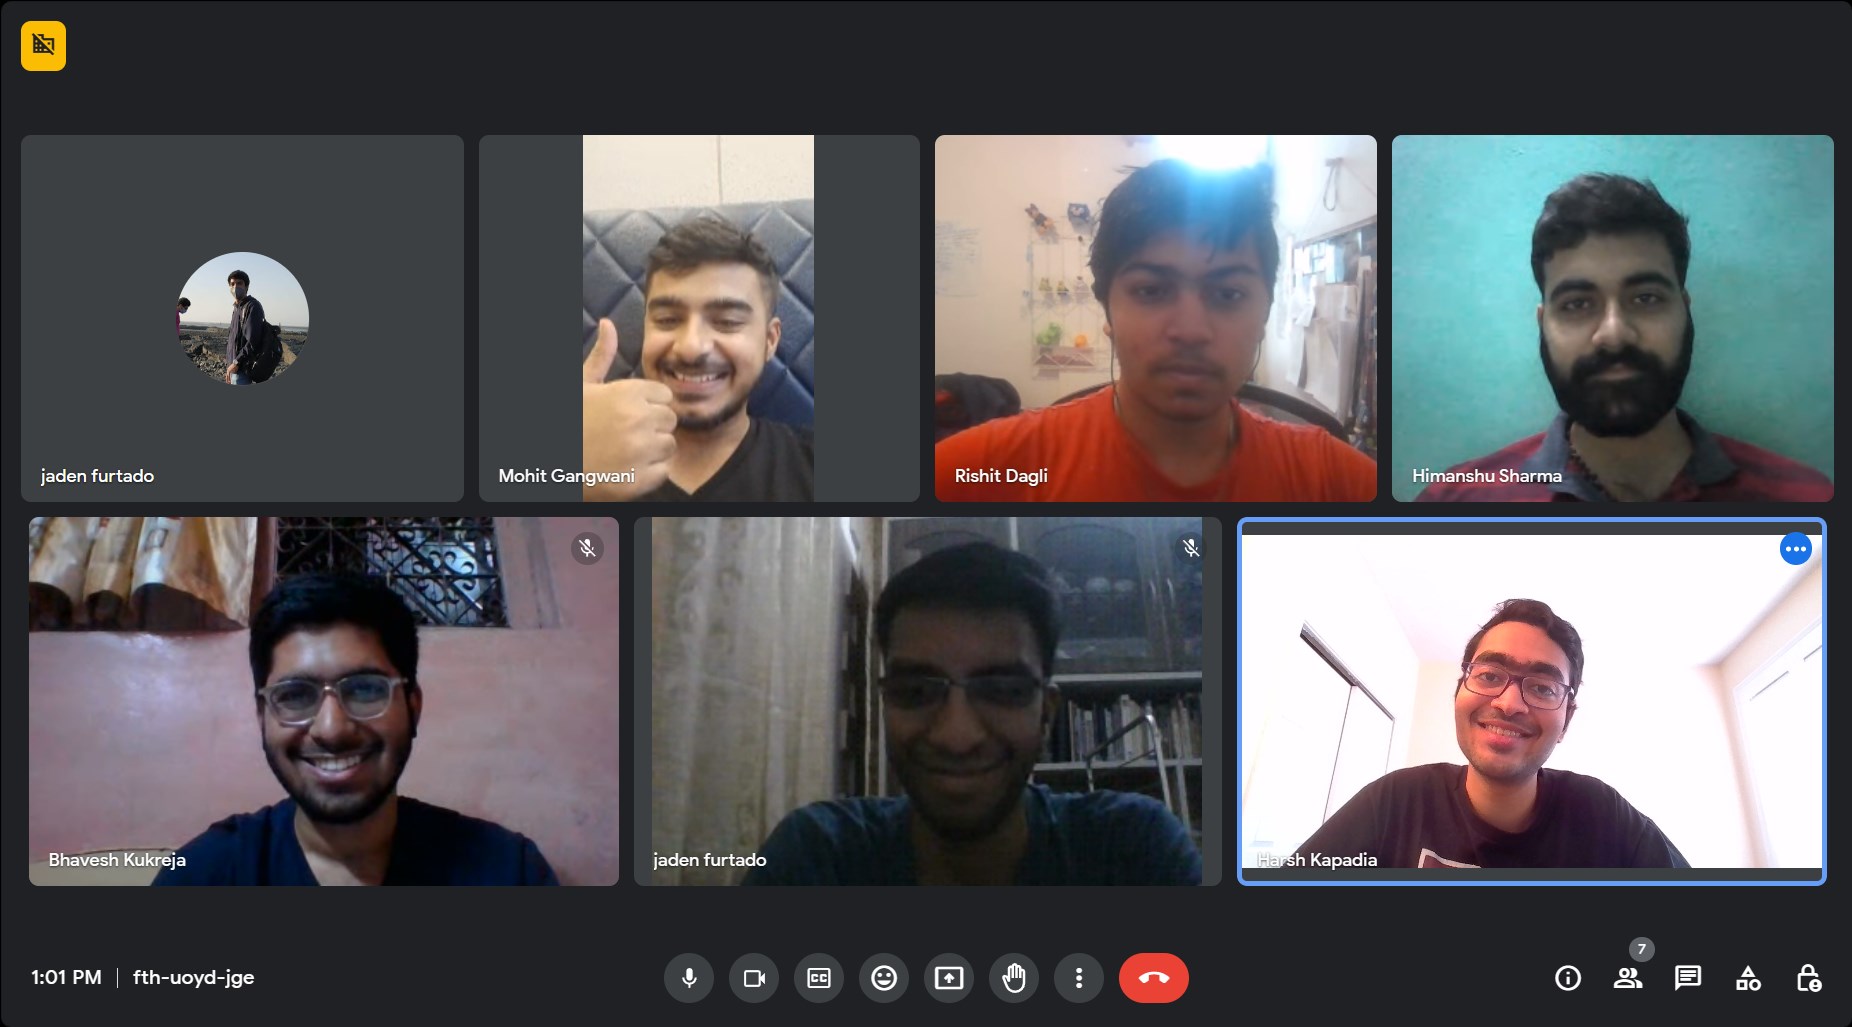 jaden furtado
Mohit Gangwani
Rishit Dagli
Himanshu Sharma
Bhavesh Kukreja
jaden furtado
Harsh Kapadia
7
1:01 PM | fth-uoyd-jge
CC